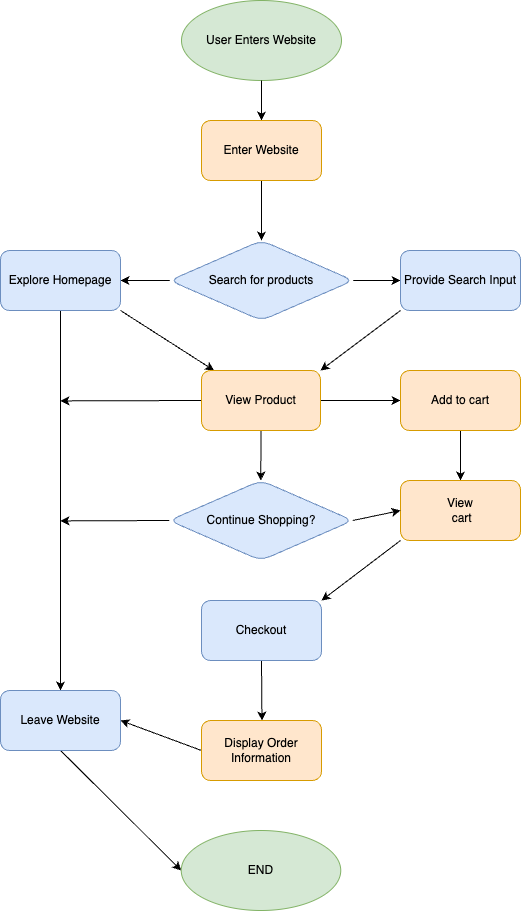 User Enters Website
Enter Website
Search for products
Explore Homepage
Provide Search Input
View Product
Add to cart
Continue Shopping?
View
cart
Checkout
Leave Website
Display Order
Information
END